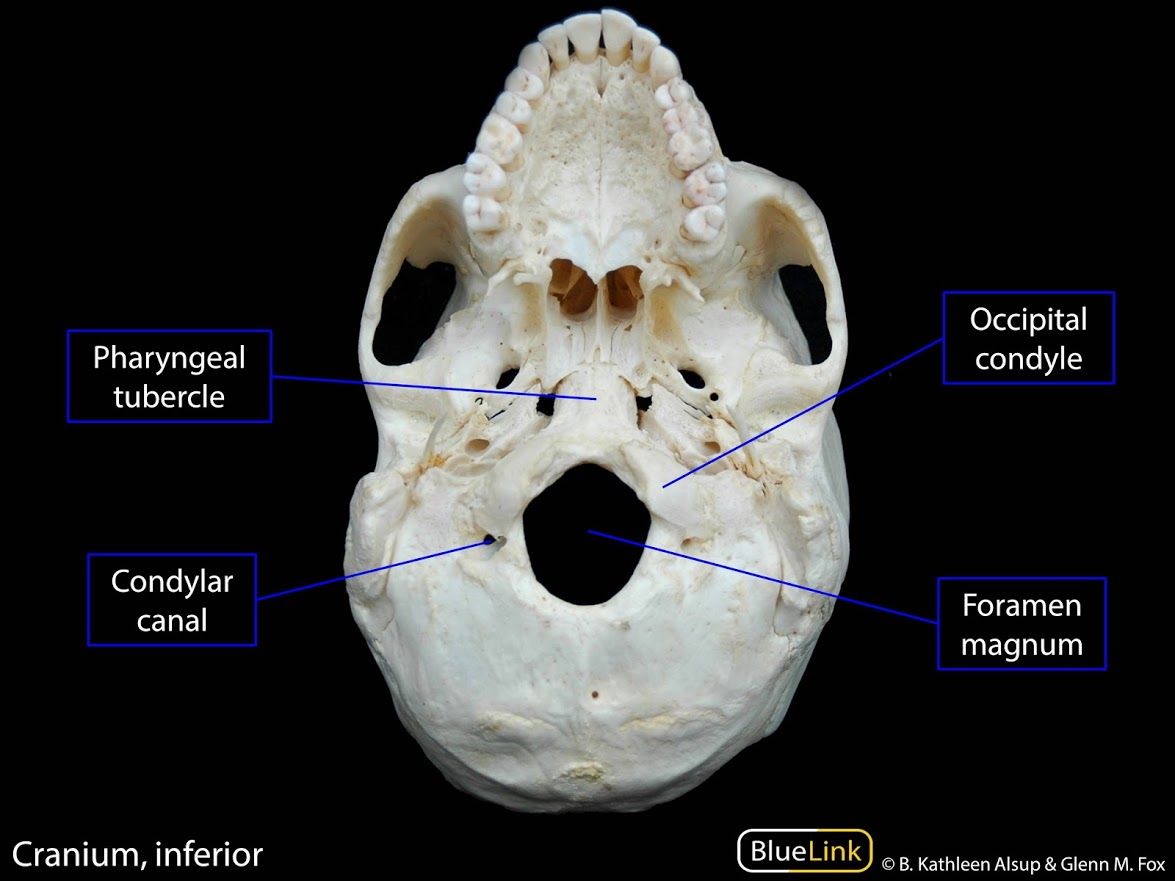 Occipital
condyle
Pharyngeal
tubercle
Condylar
canal
Foramen
magnum
Cranium, inferior
BlueLink
© B. Kathleen Alsup & Glenn M. Fox